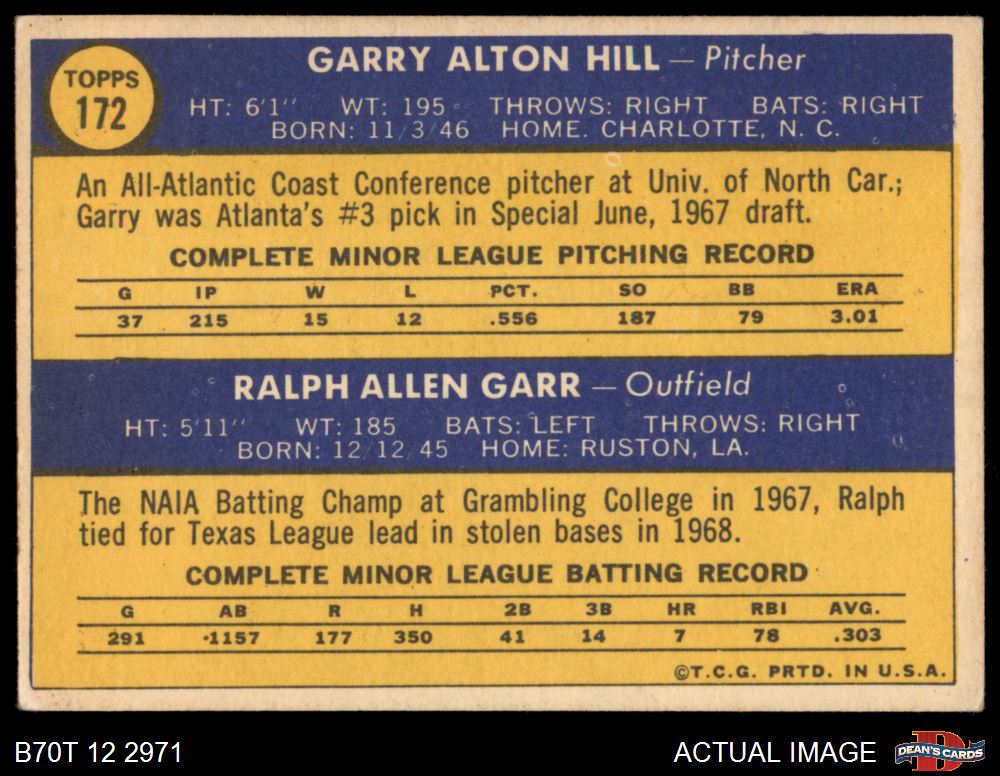 TOPPS
172
GARRY ALTON HILL — Pitcher
HT: 6'1" WT: 195 THROWS: RIGHT BATS: RIGHT
BORN: 11/3/46 HOME: CHARLOTTE, N. C.
An All-Atlantic Coast Conference pitcher at Univ. of North Car.;
Garry was Atlanta's #3 pick in Special June, 1967 draft.
COMPLETE MINOR LEAGUE PITCHING RECORD
G IP W L PCT. SO BB ERA
37 215 15 12 .556 187 79 3.01
RALPH ALLEN GARR — Outfield
HT: 5'11" WT: 185 BATS: LEFT THROWS: RIGHT
BORN: 12/12/45 HOME: RUSTON, LA.
The NAIA Batting Champ at Grambling College in 1967, Ralph
tied for Texas League lead in stolen bases in 1968.
COMPLETE MINOR LEAGUE BATTING RECORD
G AB R H 2B 3B HR RBI AVG.
291 1157 177 350 41 14 7 78 .303
©T.C.G. PRTD. IN U.S.A.
B70T 12 2971
ACTUAL IMAGE
DEAN'S CARDS